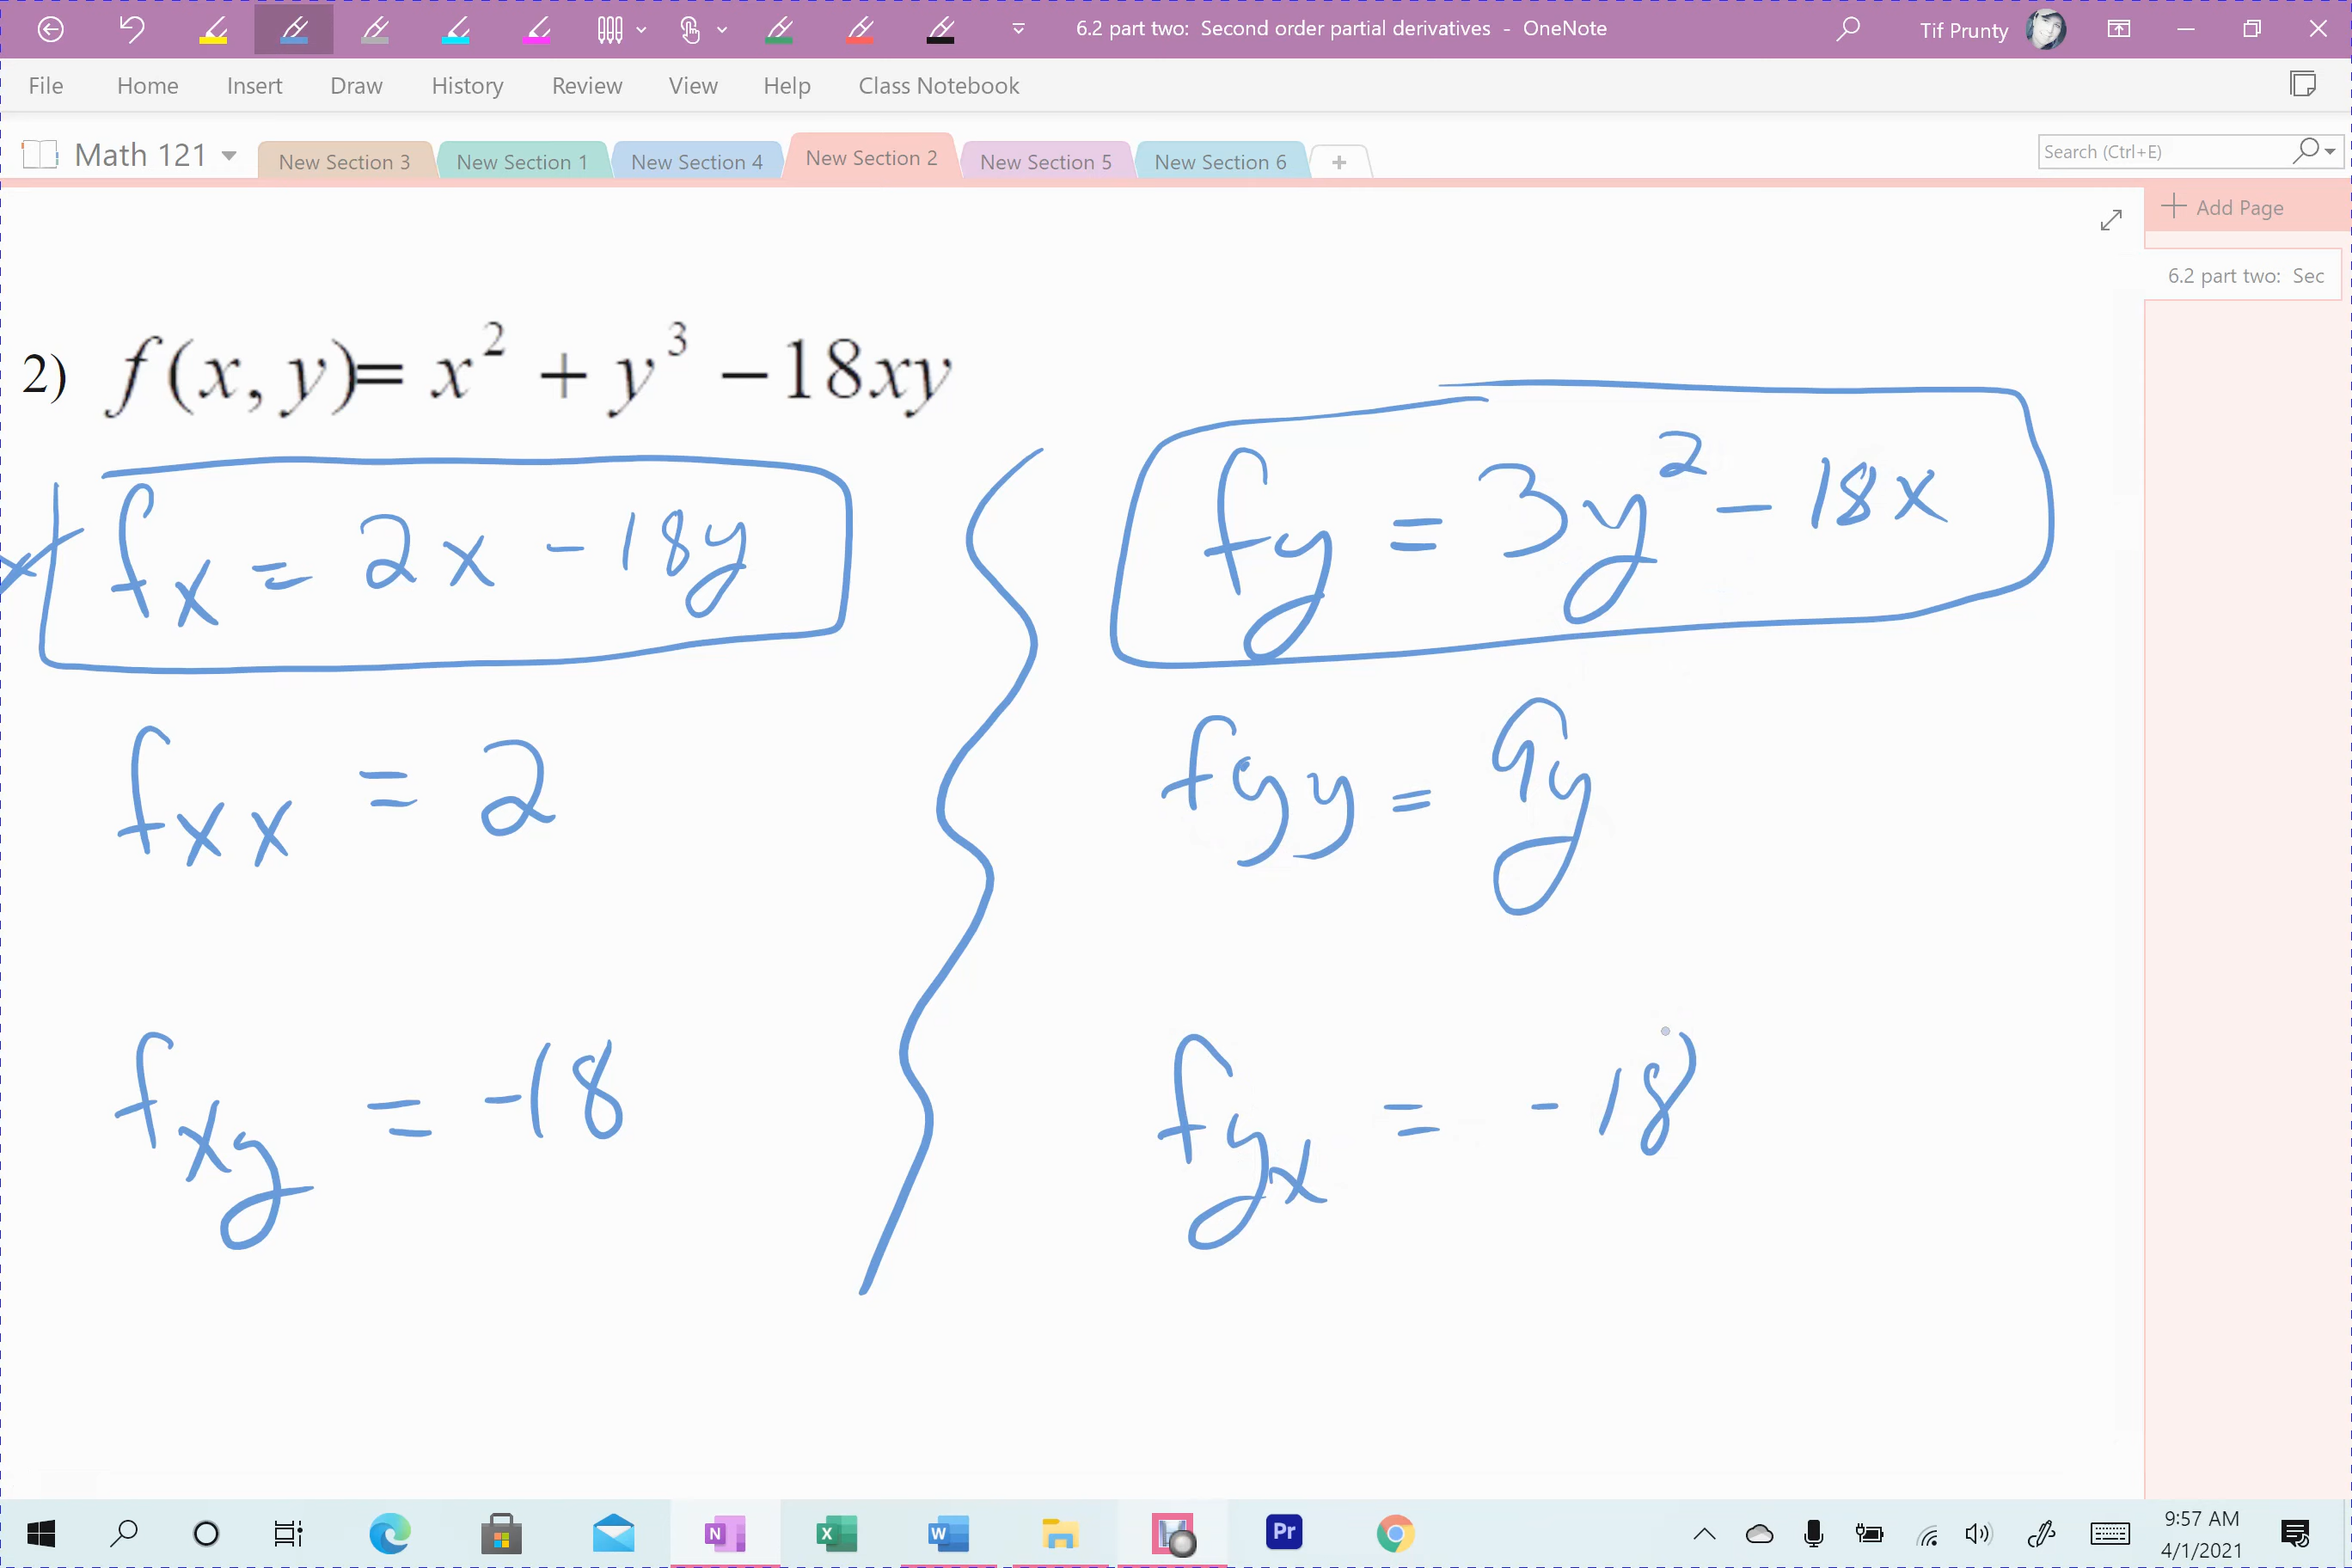 6.2 part two: Second order partial derivatives - OneNote
Tif Prunty
File Home Insert Draw History Review View Help Class Notebook
Math 121 New Section 3 New Section 1 New Section 4 New Section 2 New Section 5 New Section 6 +
Search (Ctrl+E)
+ Add Page
6.2 part two: Sec
2) f(x, y)= x² + y³ − 18xy
fx = 2x - 18y
fy = 3y² - 18x
fxx = 2
fyy = 9y
fxy = -18
fyx = -18
N X W Pr
9:57 AM
4/1/2021